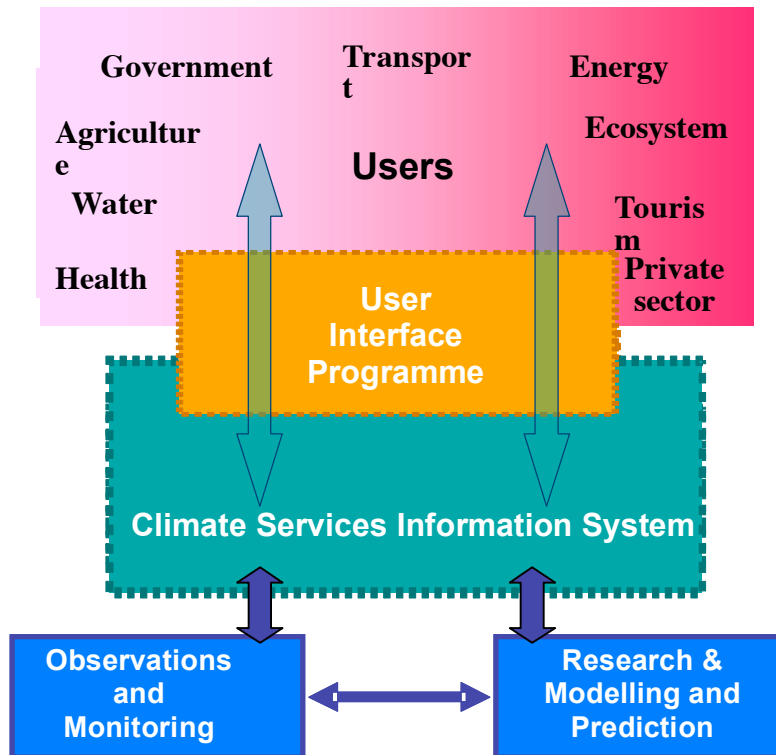 Government
Transpor
t
Energy
Agricultur
e
Ecosystem
Users
Water
Touris
m
Health
Private
sector
User
Interface
Programme
Climate Services Information System
Observations
and
Monitoring
Research &
Modelling and
Prediction